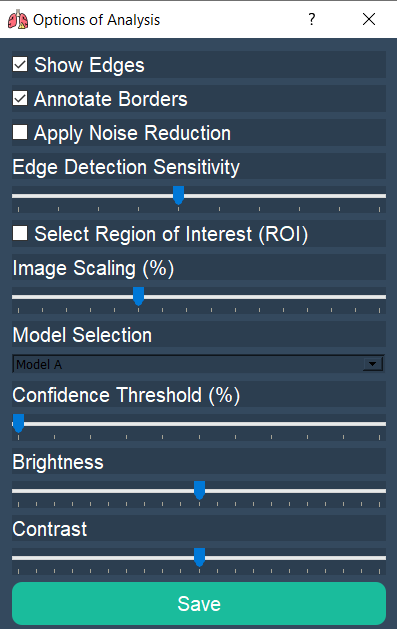 Options of Analysis
Show Edges
Annotate Borders
Apply Noise Reduction
Edge Detection Sensitivity
Select Region of Interest (ROI)
Image Scaling (%)
Model Selection
Model A
Confidence Threshold (%)
Brightness
Contrast
Save